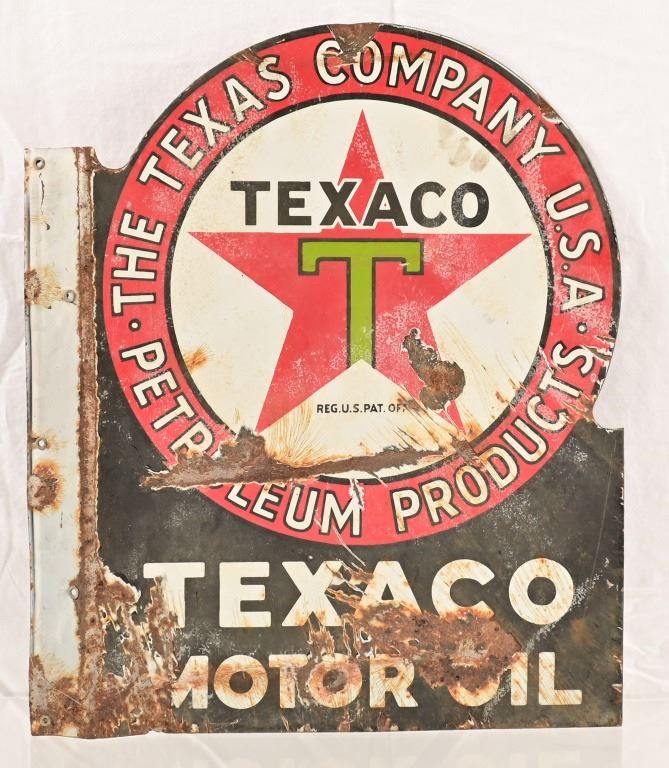 THE TEXAS COMPANY U.S.A.
TEXACO
T
REG.U.S.PAT.OFF
· PETROLEUM PRODUCTS ·
TEXACO
MOTOR OIL